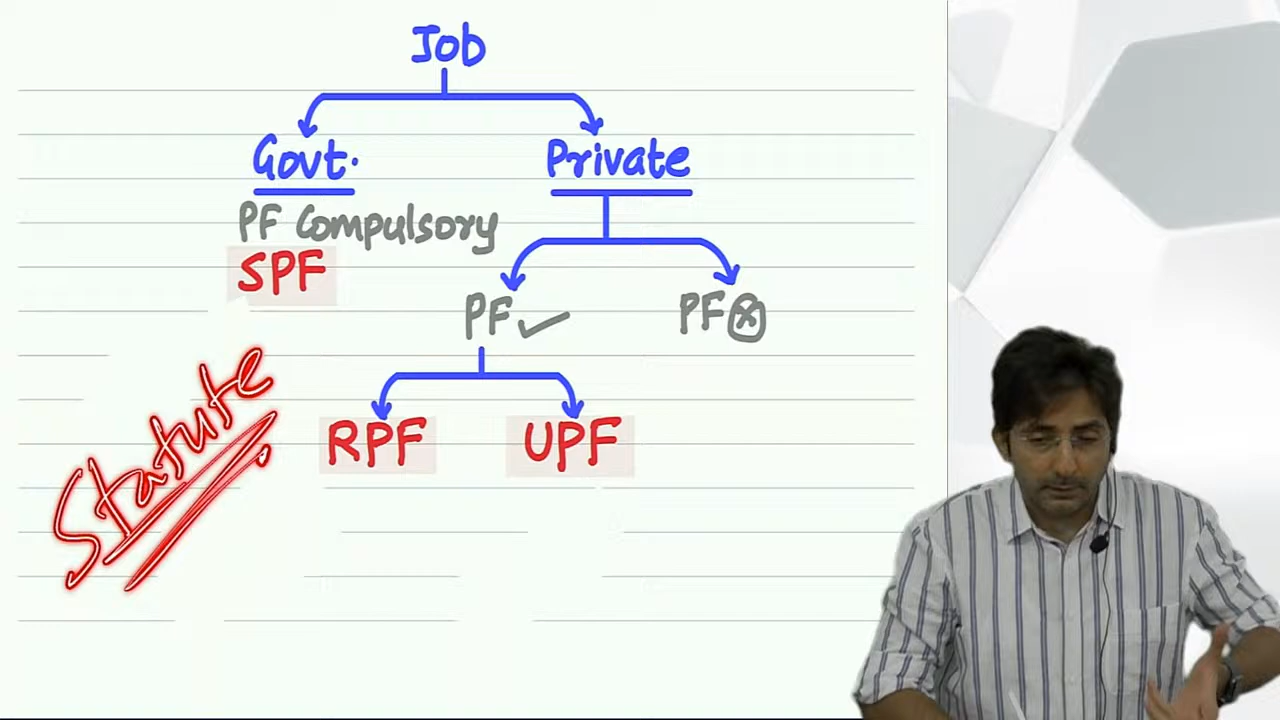 Job
Govt.
Private
PF Compulsory
SPF
PF ✓
PF ⓧ
RPF
UPF
Statute